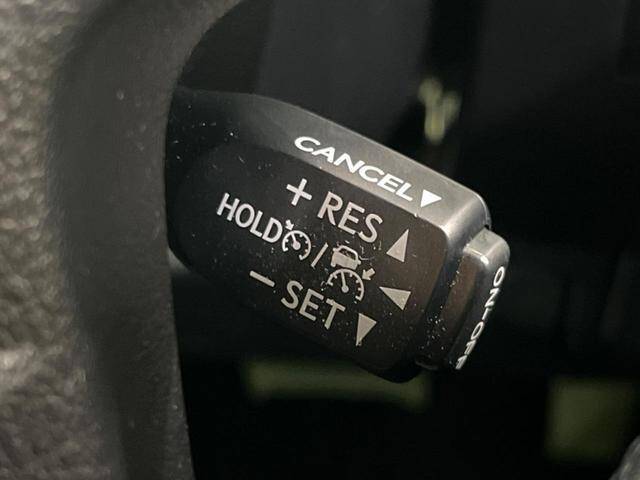 CANCEL ▼
+ RES ▲
HOLD / ◀
– SET ▼
ON-OFF